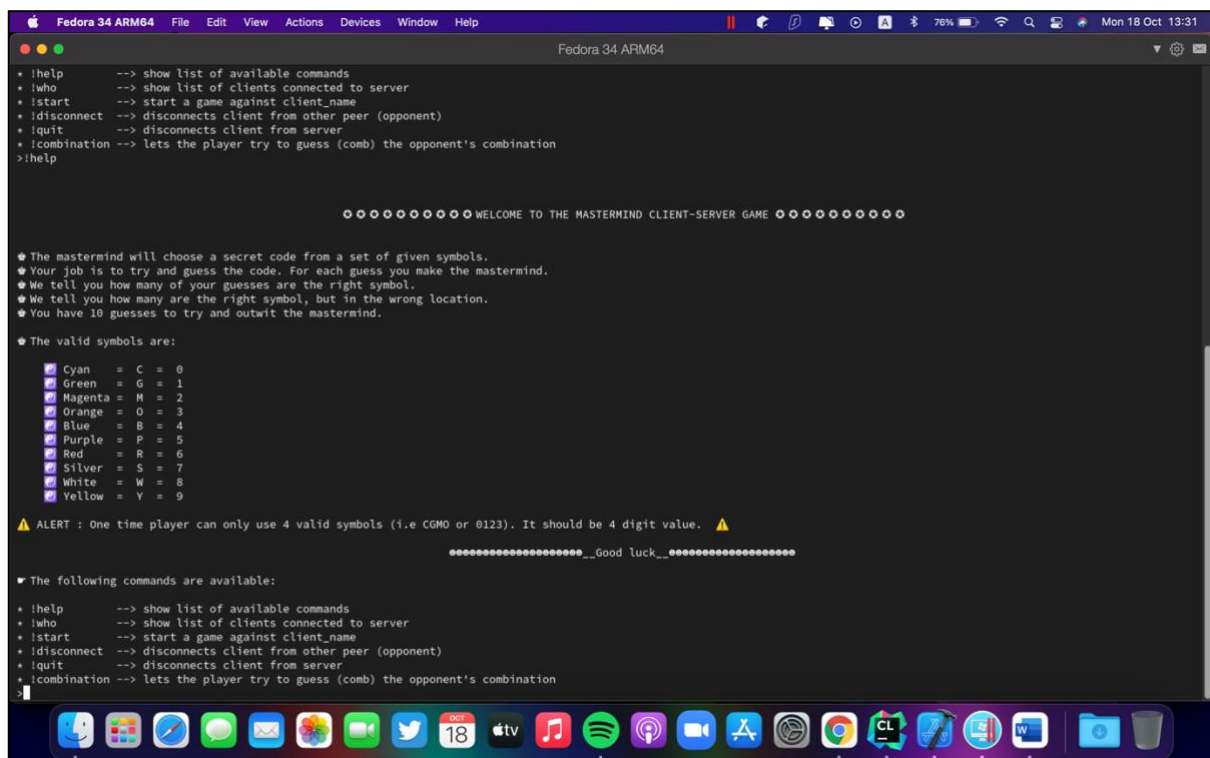 Fedora 34 ARM64 File Edit View Actions Devices Window Help 76% Mon 18 Oct 13:31
Fedora 34 ARM64
* !help --> show list of available commands
* !who --> show list of clients connected to server
* !start --> start a game against client_name
* !disconnect --> disconnects client from other peer (opponent)
* !quit --> disconnects client from server
* !combination --> lets the player try to guess (comb) the opponent's combination
>!help
WELCOME TO THE MASTERMIND CLIENT-SERVER GAME
The mastermind will choose a secret code from a set of given symbols.
Your job is to try and guess the code. For each guess you make the mastermind.
We tell you how many of your guesses are the right symbol.
We tell you how many are the right symbol, but in the wrong location.
You have 10 guesses to try and outwit the mastermind.
The valid symbols are:
Cyan = C = 0
Green = G = 1
Magenta = M = 2
Orange = O = 3
Blue = B = 4
Purple = P = 5
Red = R = 6
Silver = S = 7
White = W = 8
Yellow = Y = 9
ALERT : One time player can only use 4 valid symbols (i.e CGMO or 0123). It should be 4 digit value.
__Good luck__
The following commands are available:
* !help --> show list of available commands
* !who --> show list of clients connected to server
* !start --> start a game against client_name
* !disconnect --> disconnects client from other peer (opponent)
* !quit --> disconnects client from server
* !combination --> lets the player try to guess (comb) the opponent's combination
>
OCT
18
tv
CL
W